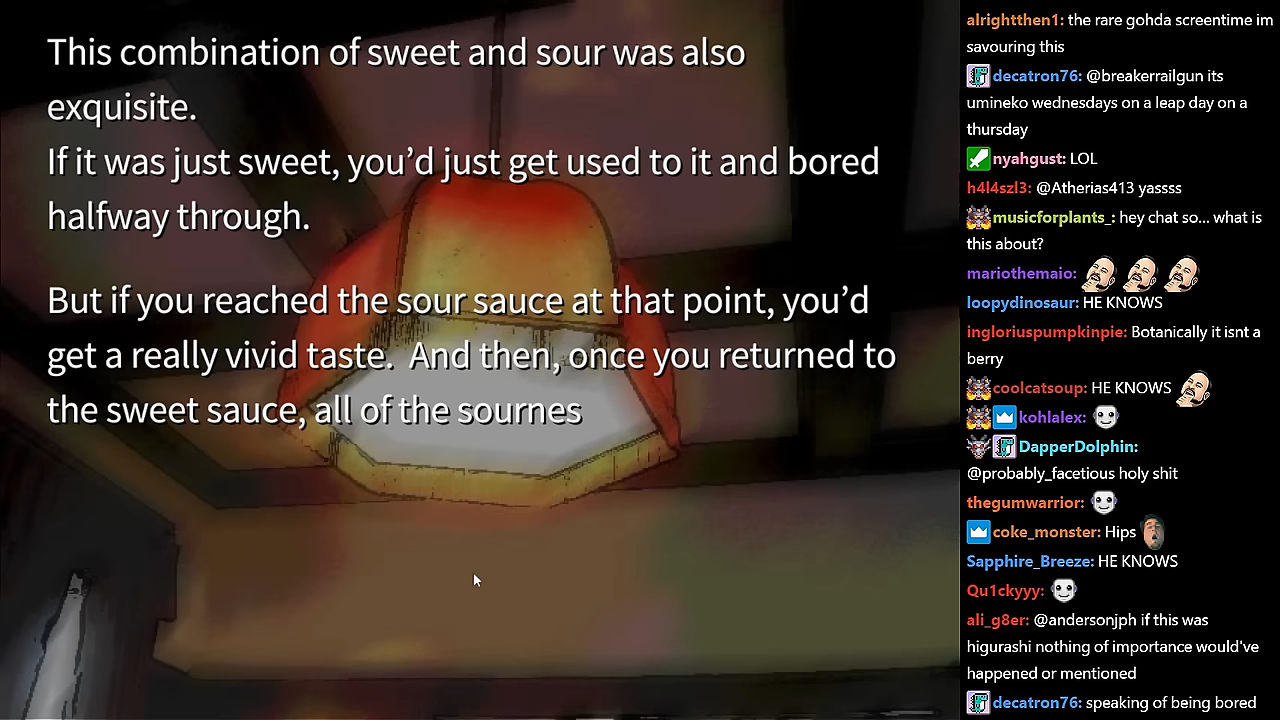 This combination of sweet and sour was also
exquisite.
If it was just sweet, you’d just get used to it and bored
halfway through.
But if you reached the sour sauce at that point, you’d
get a really vivid taste.  And then, once you returned to
the sweet sauce, all of the sournes
alrightthen1: the rare gohda screentime im
savouring this
decatron76: @breakerrailgun its
umineko wednesdays on a leap day on a
thursday
nyahgust: LOL
h4l4szl3: @Atherias413 yassss
musicforplants_: hey chat so... what is
this about?
mariothemaio:
loopydinosaur: HE KNOWS
ingloriuspumpkinpie: Botanically it isnt a
berry
coolcatsoup: HE KNOWS
kohlalex:
DapperDolphin:
@probably_facetious holy shit
thegumwarrior:
coke_monster: Hips
Sapphire_Breeze: HE KNOWS
Qu1ckyyy:
ali_g8er: @andersonjph if this was
higurashi nothing of importance would've
happened or mentioned
decatron76: speaking of being bored